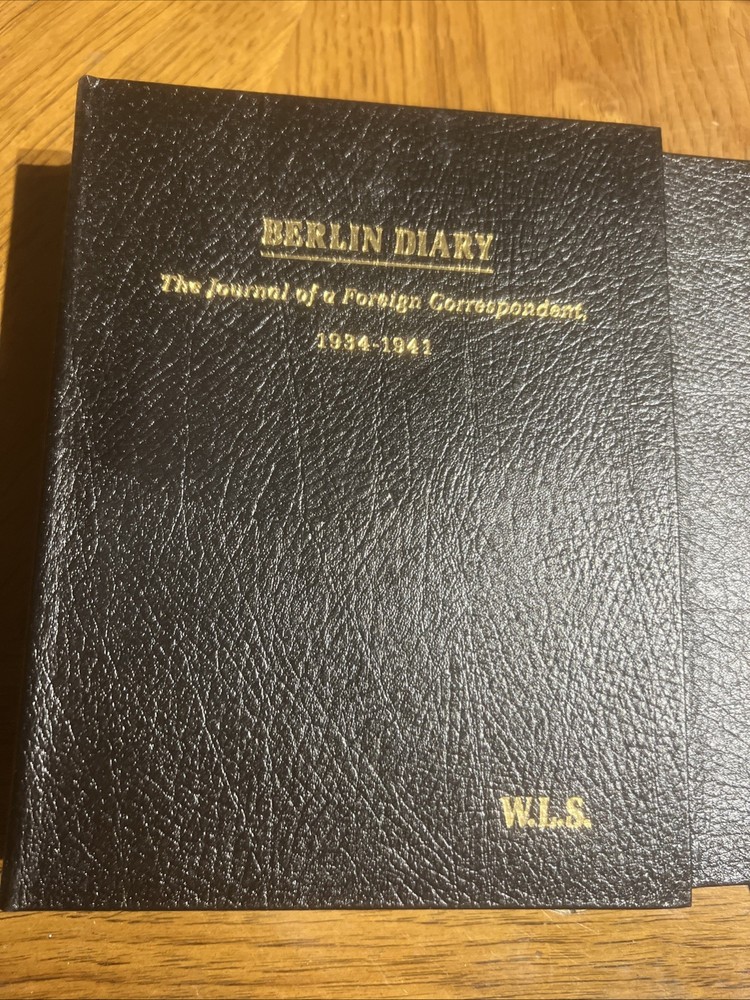 BERLIN DIARY
The Journal of a Foreign Correspondent,
1934-1941
W.L.S.